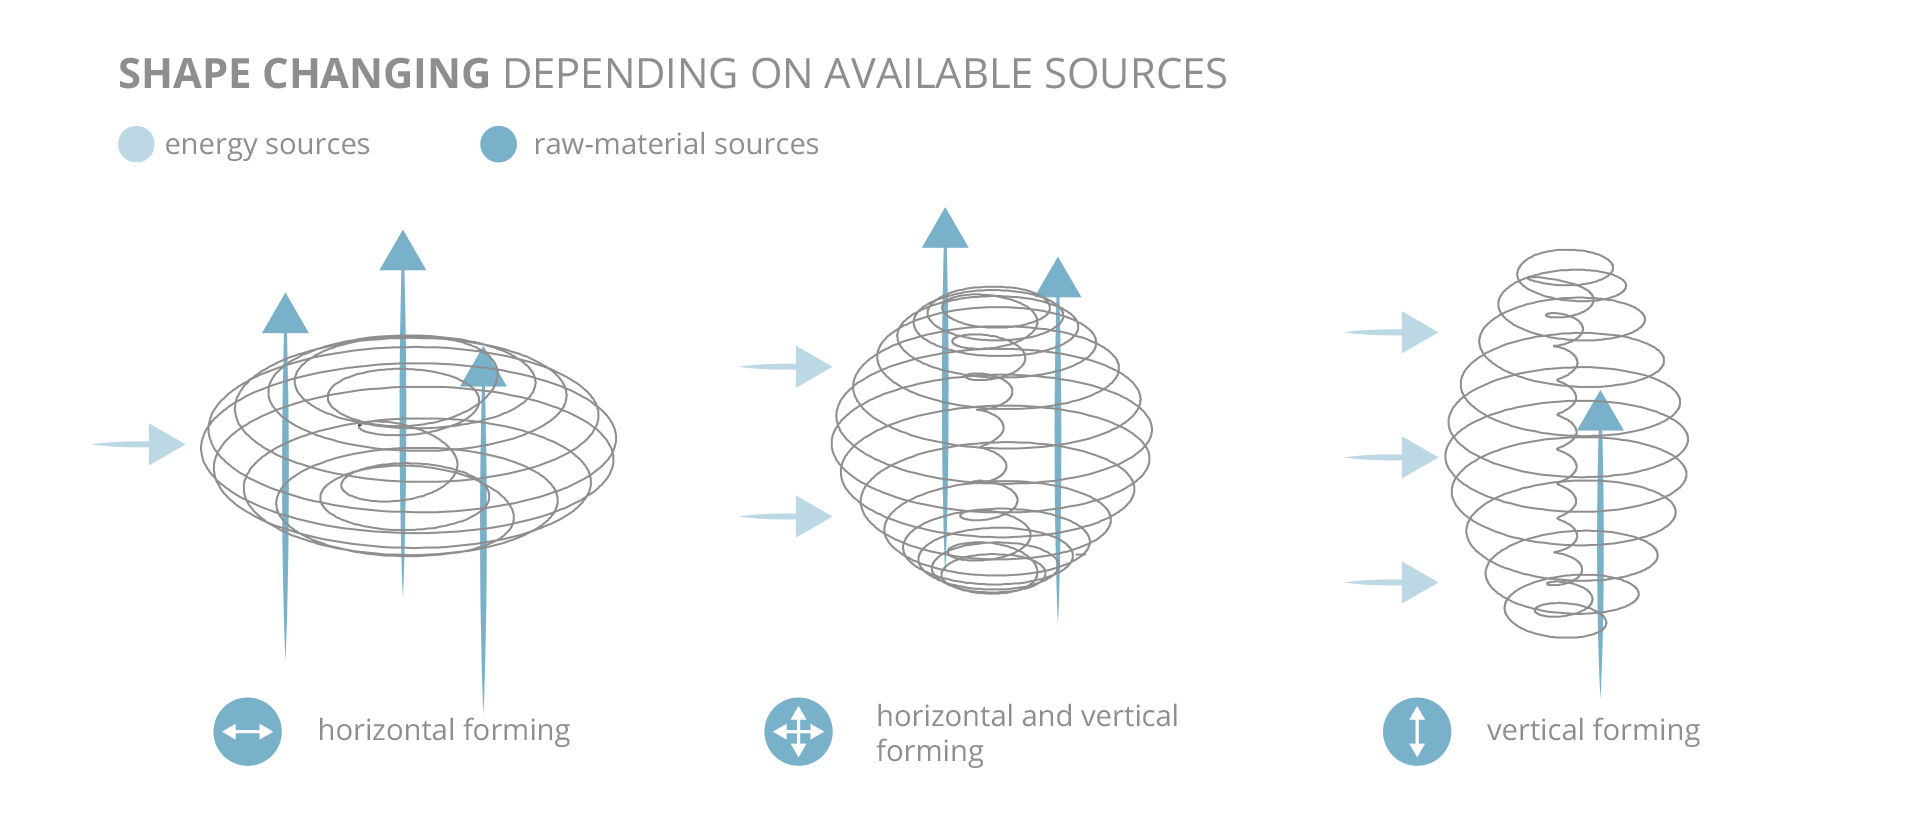 SHAPE CHANGING DEPENDING ON AVAILABLE SOURCES
energy sources
raw-material sources
horizontal forming
horizontal and vertical
forming
vertical forming